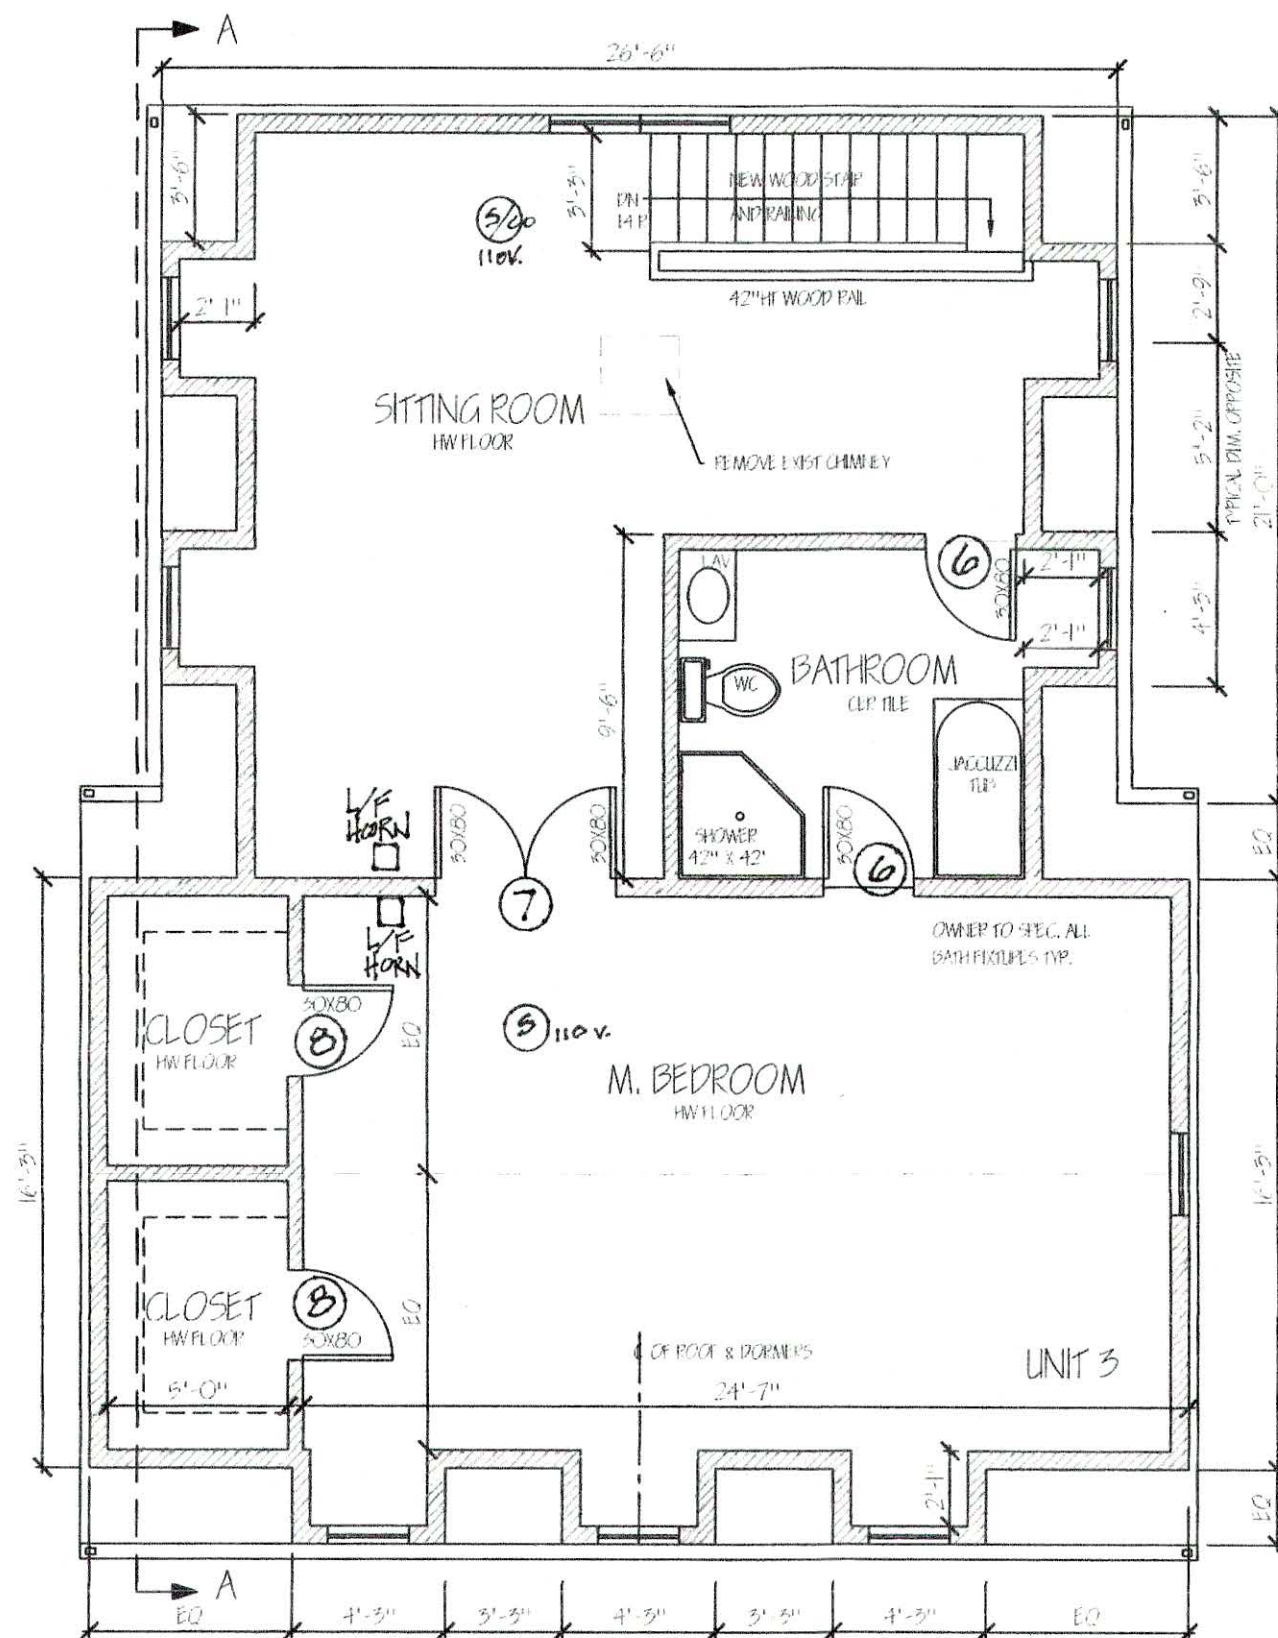 A
26'-6"
3'-6"
3'-3"
NEW WOOD STAIR
DN
14 R
AND RAILING
3'-6"
S/CO
110V.
42" HT WOOD RAIL
2'-1"
2'-9"
SITTING ROOM
HW FLOOR
REMOVE EXIST CHIMNEY
5'-2"
TYPICAL DIM. OPPOSITE
21'-0"
LAV
6
30X80
2'-1"
2'-1"
4'-3"
WC
BATHROOM
CER TILE
9'-6"
JACCUZZI
TUB
L/F
HORN
30X80
30X80
SHOWER
42" X 42"
30X80
6
EQ
7
L/F
HORN
OWNER TO SPEC. ALL
BATH FIXTURES TYP.
30X80
CLOSET
HW FLOOR
8
EQ
S 110 V.
M. BEDROOM
HW FLOOR
16'-3"
16'-3"
CLOSET
HW FLOOR
8
30X80
EQ
OF ROOF & DORMERS
UNIT 3
5'-0"
24'-7"
2'-1"
EQ
A
EQ
4'-3"
3'-3"
4'-3"
3'-3"
4'-3"
EQ